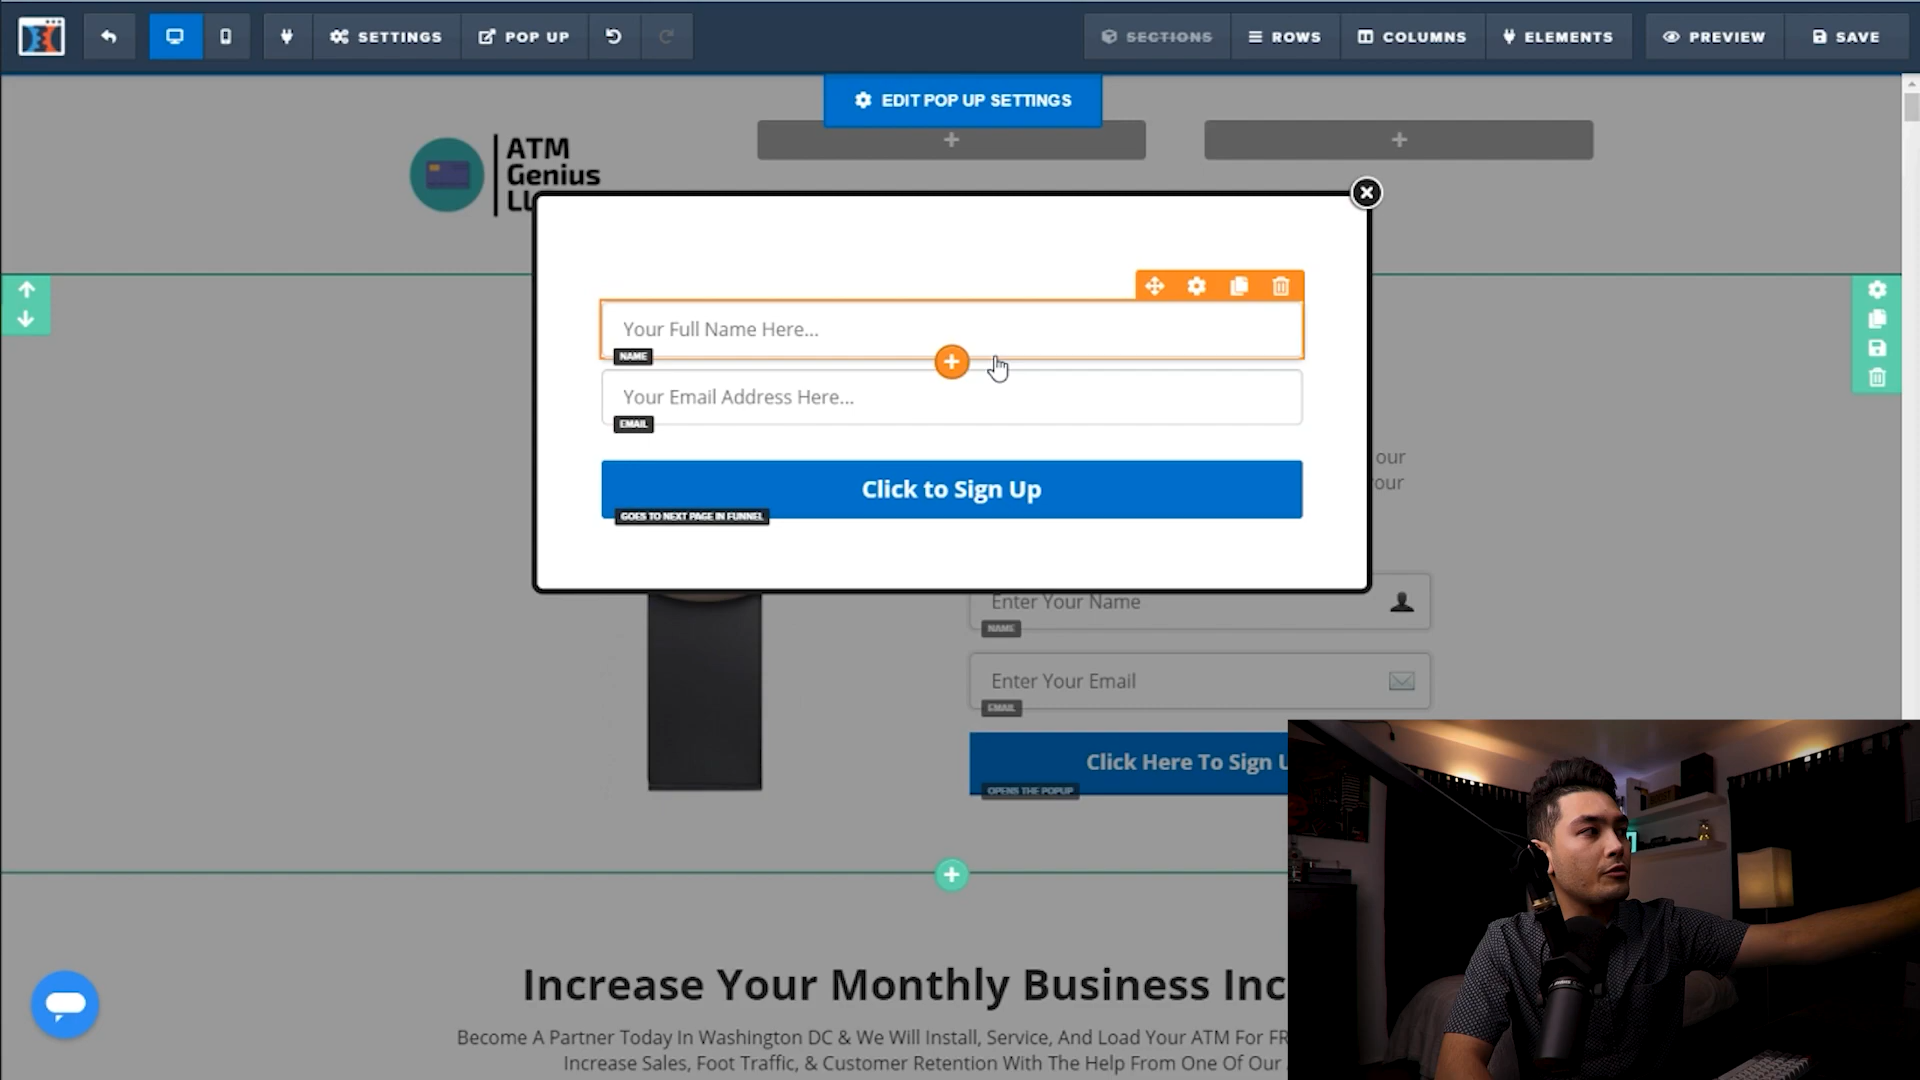 SETTINGS
POP UP
SECTIONS
ROWS
COLUMNS
ELEMENTS
PREVIEW
SAVE
EDIT POP UP SETTINGS
ATM
Genius
Your Full Name Here...
NAME
Your Email Address Here...
EMAIL
Click to Sign Up
GOES TO NEXT PAGE IN FUNNEL
our
our
Enter Your Name
NAME
Enter Your Email
EMAIL
Click Here To Sign
OPENS THE POPUP
Increase Your Monthly Business Inc
Become A Partner Today In Washington DC & We Will Install, Service, And Load Your ATM For FR
Increase Sales, Foot Traffic, & Customer Retention With The Help From One Of Our